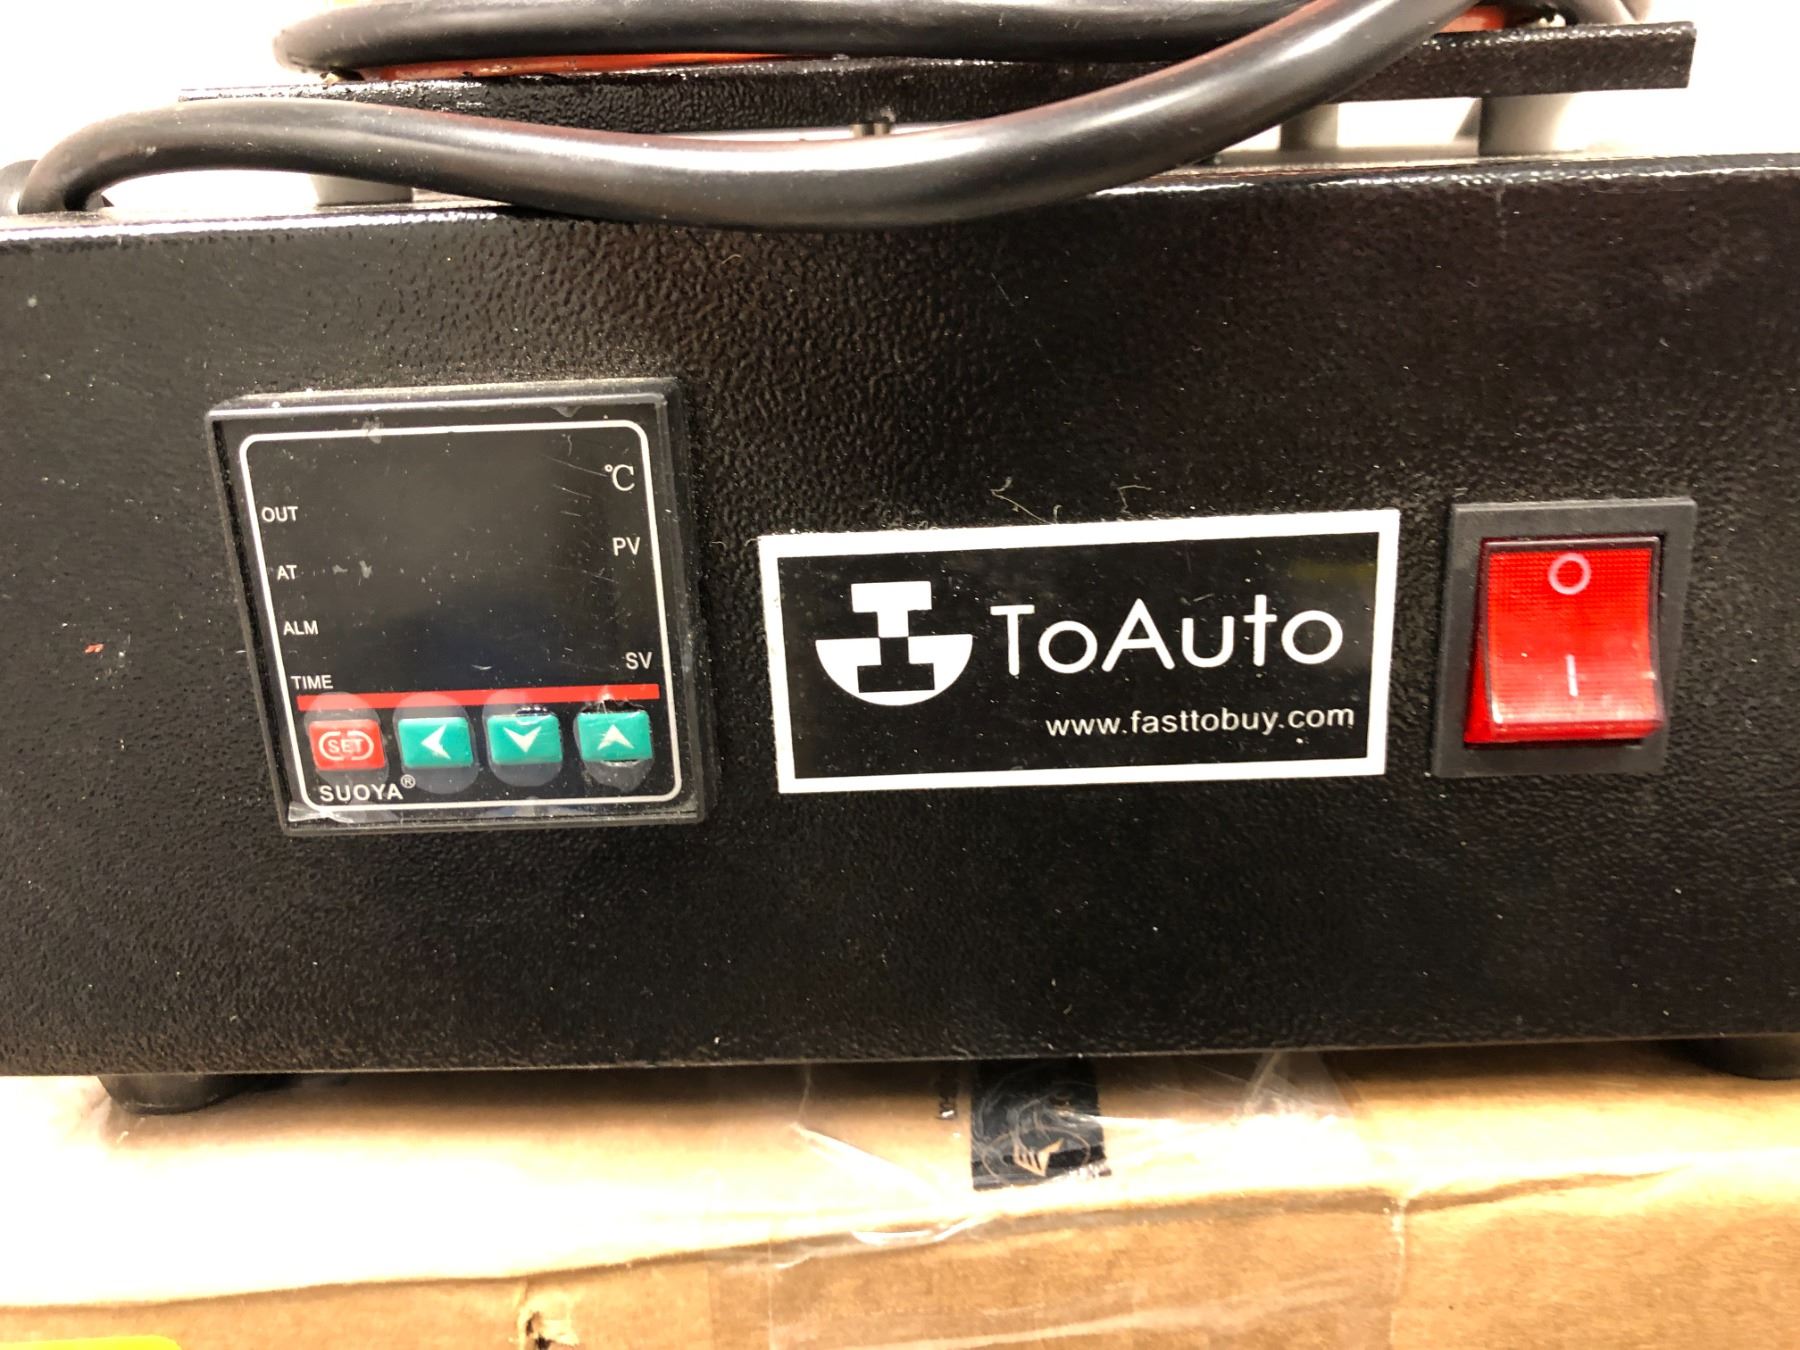 ℃
OUT
PV
AT
ALM
SV
TIME
SET
SUOYA®
ToAuto
www.fasttobuy.com
O
I